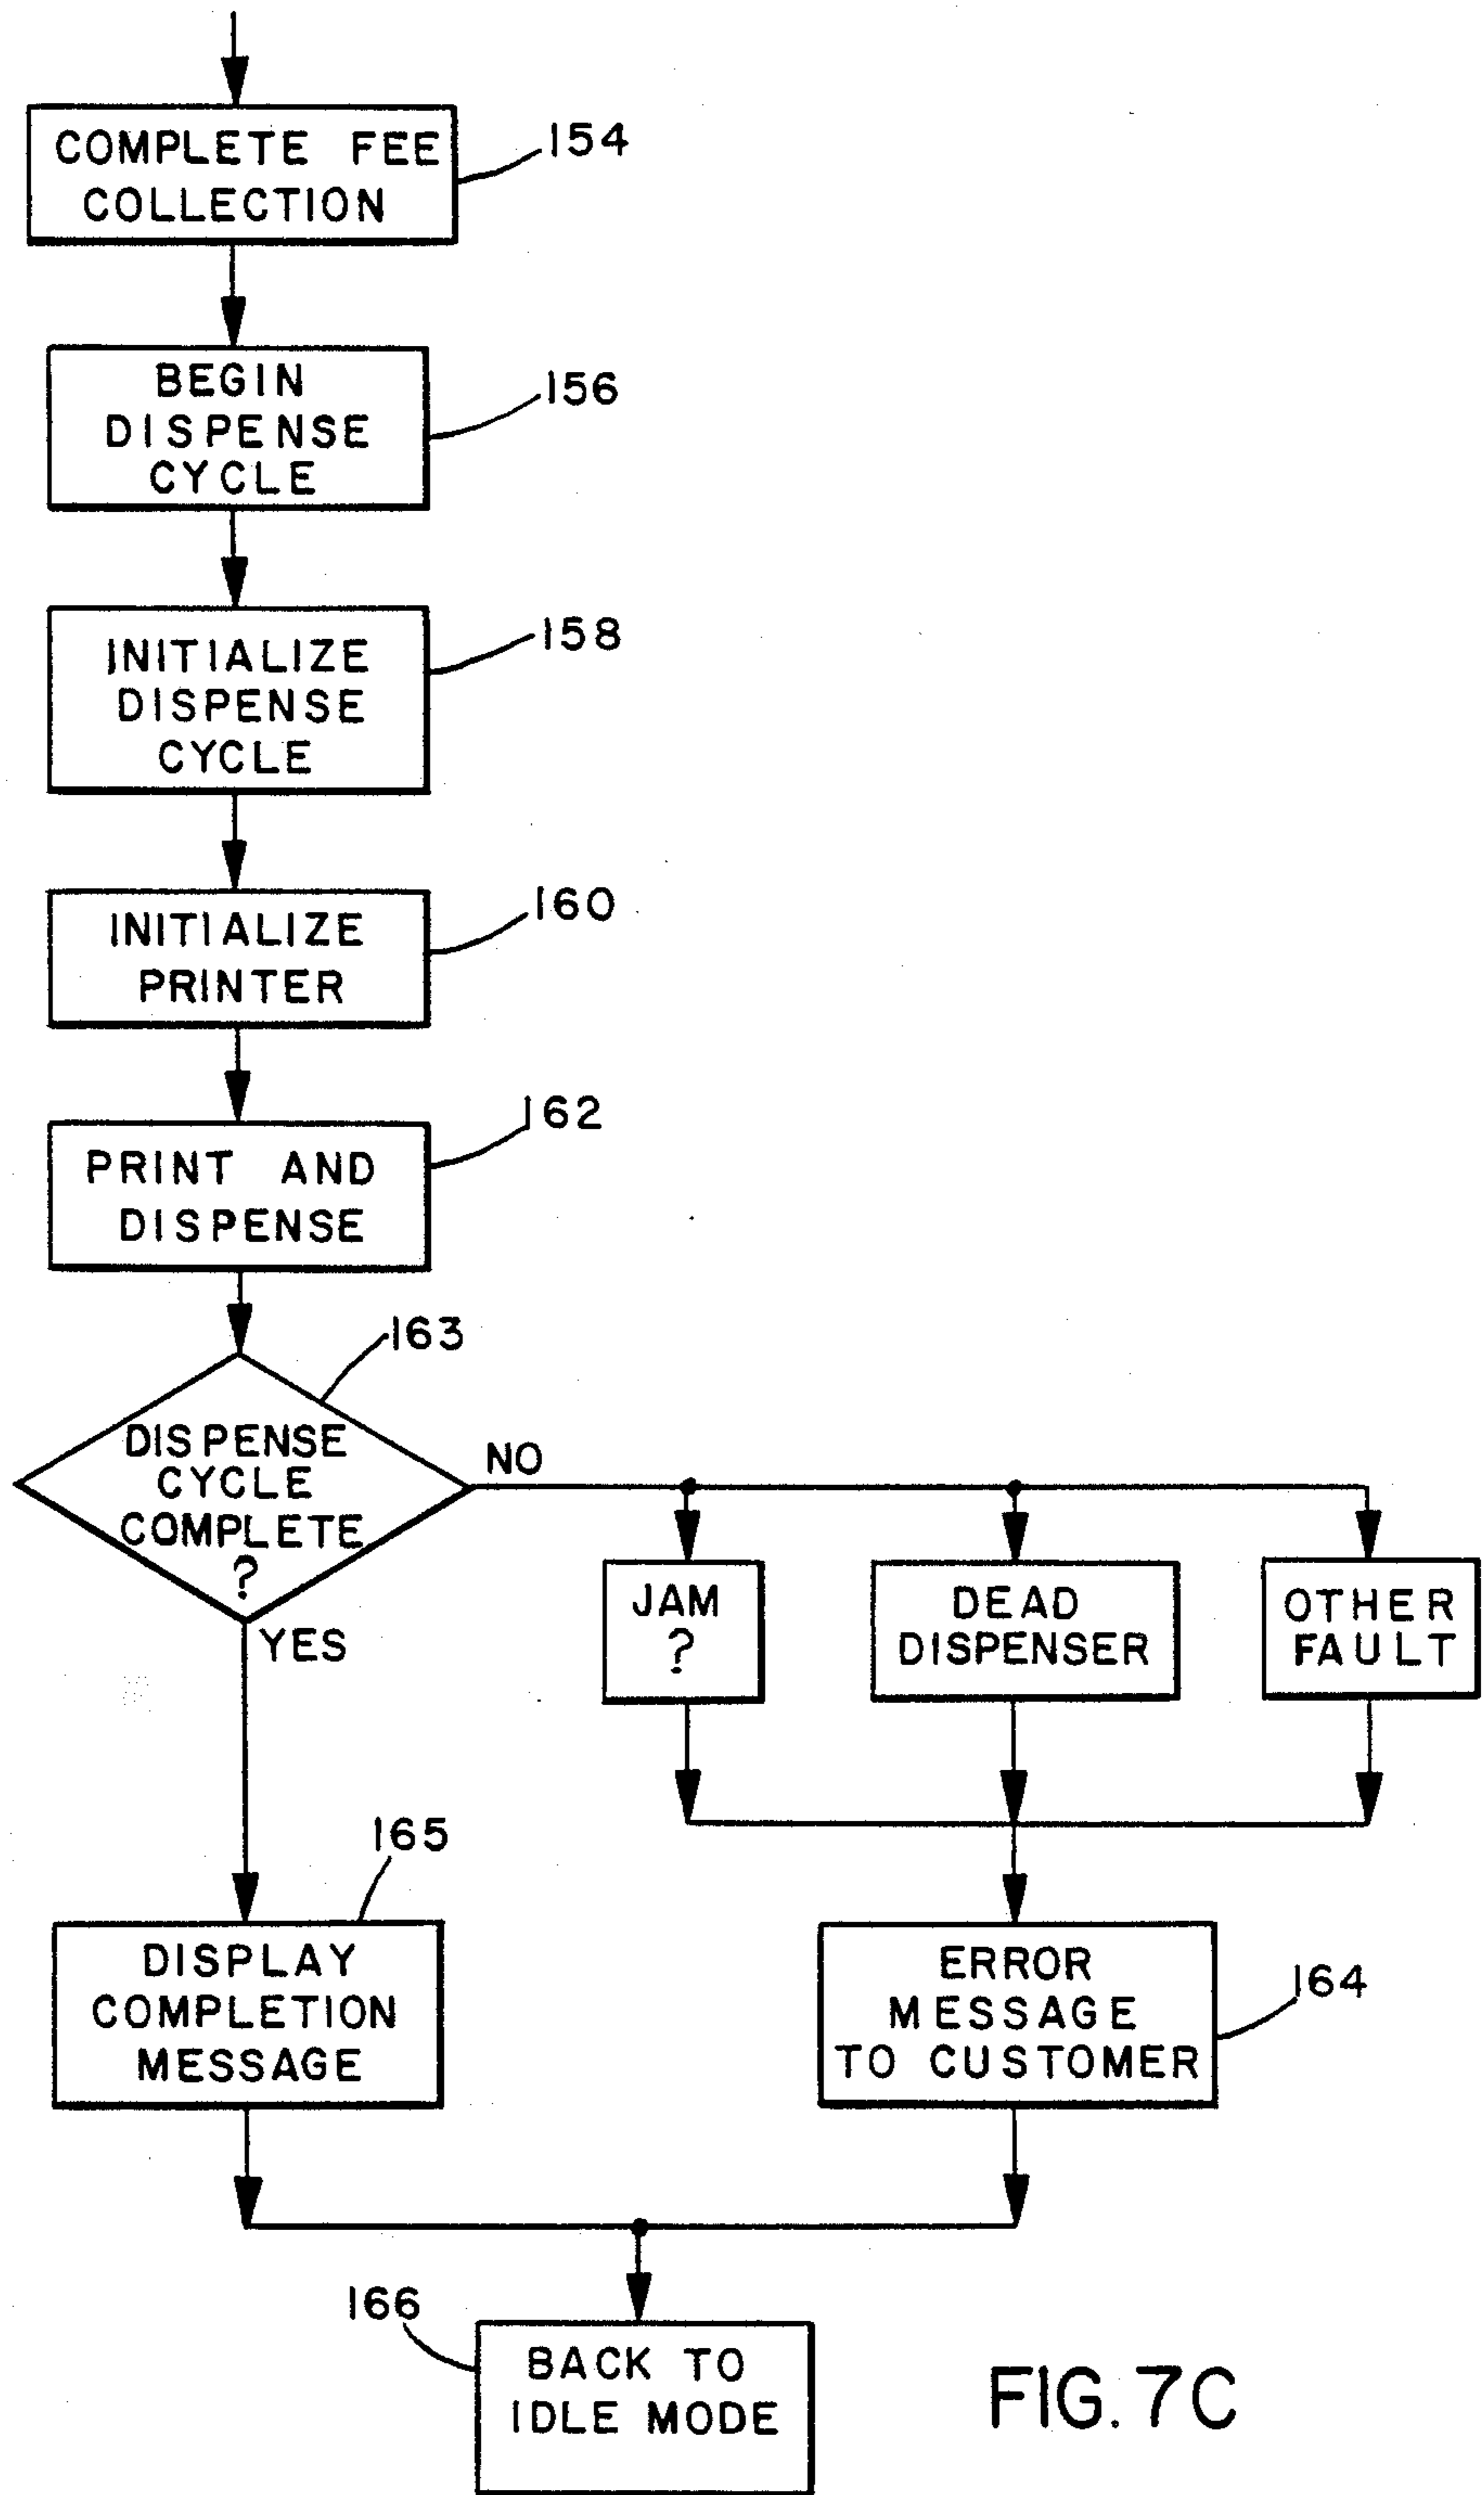 COMPLETE FEE
COLLECTION
154
BEGIN
DISPENSE
CYCLE
156
INITIALIZE
DISPENSE
CYCLE
158
INITIALIZE
PRINTER
160
PRINT AND
DISPENSE
162
163
DISPENSE
CYCLE
COMPLETE
?
NO
YES
JAM
?
DEAD
DISPENSER
OTHER
FAULT
165
DISPLAY
COMPLETION
MESSAGE
ERROR
MESSAGE
TO CUSTOMER
164
166
BACK TO
IDLE MODE
FIG. 7C